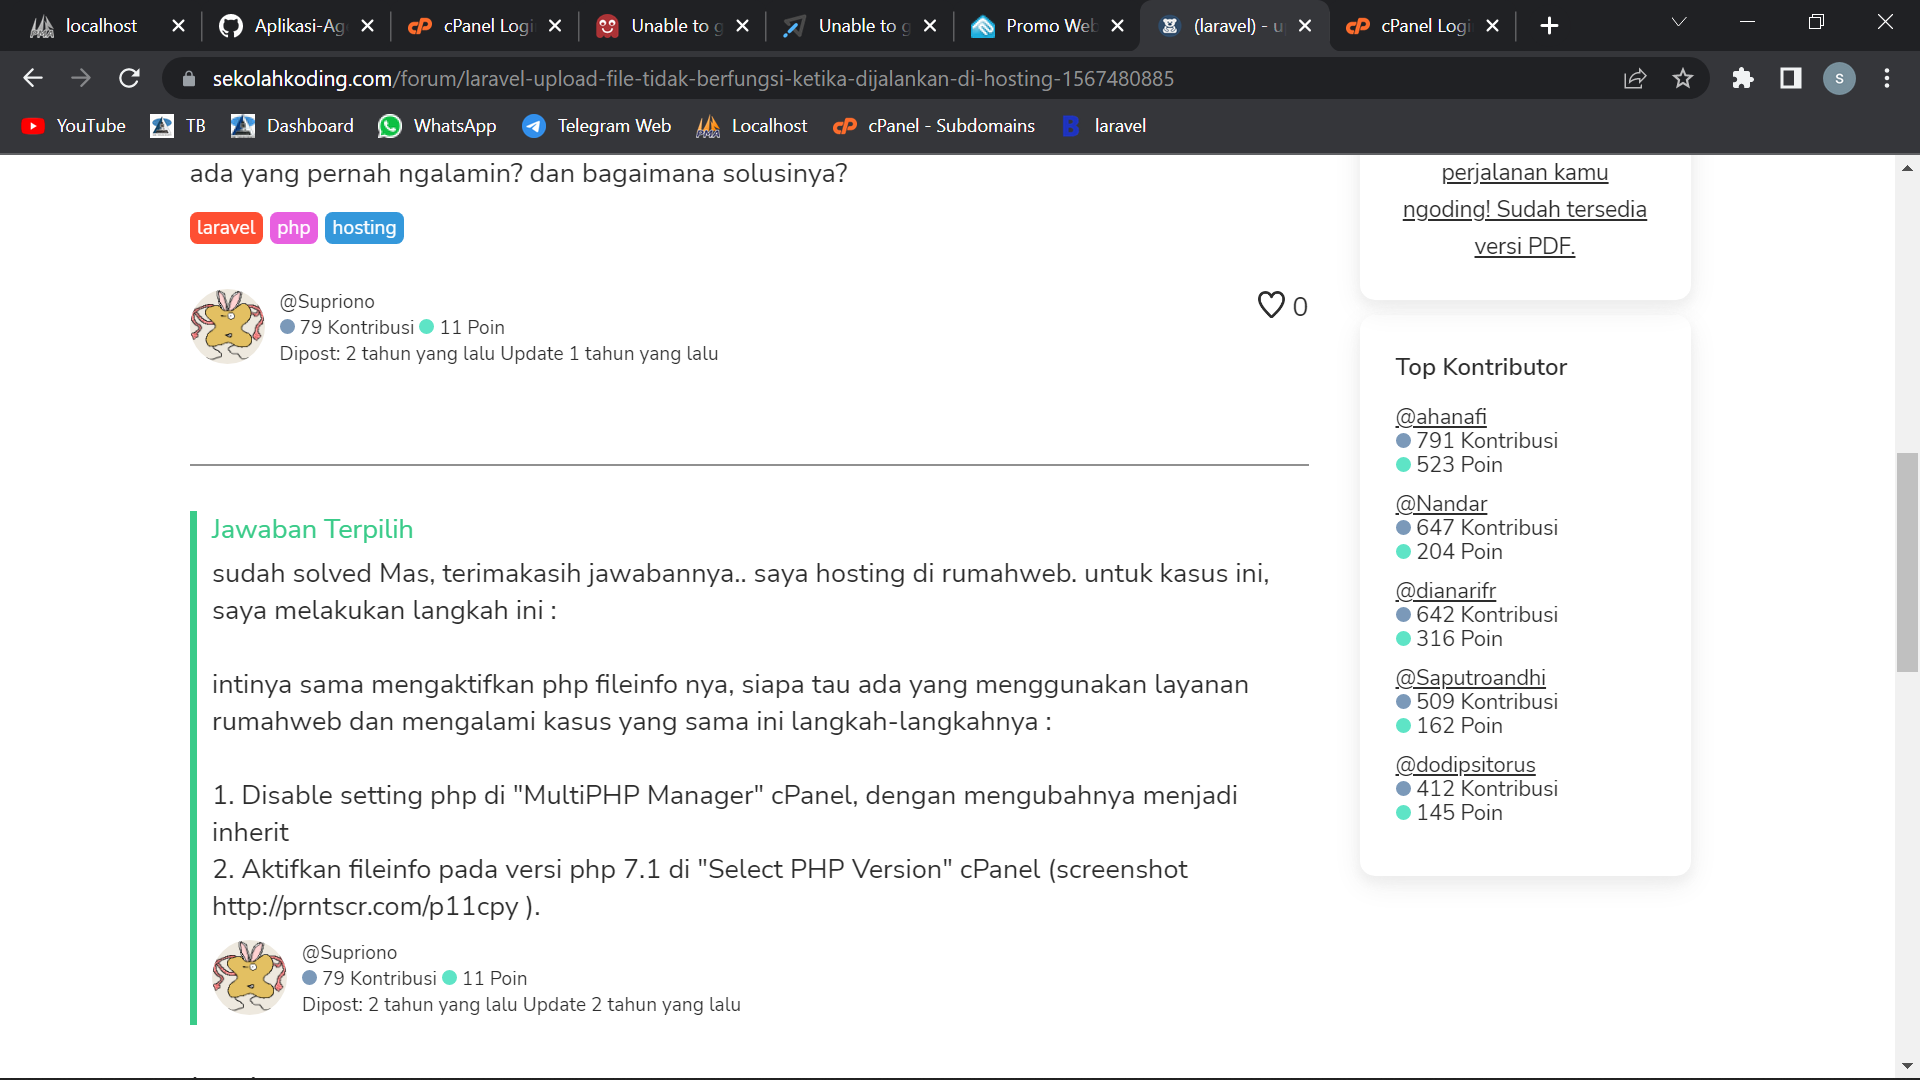 localhost
Aplikasi-Ag
cPanel Logi
Unable to g
Unable to g
Promo Web
(laravel) - u
cPanel Logi
sekolahkoding.com/forum/laravel-upload-file-tidak-berfungsi-ketika-dijalankan-di-hosting-1567480885
s
YouTube
TB
Dashboard
WhatsApp
Telegram Web
Localhost
cPanel - Subdomains
laravel
ada yang pernah ngalamin? dan bagaimana solusinya?
laravel php hosting
@Supriono
79 Kontribusi 11 Poin
Dipost: 2 tahun yang lalu Update 1 tahun yang lalu
0
Jawaban Terpilih
sudah solved Mas, terimakasih jawabannya.. saya hosting di rumahweb. untuk kasus ini,
saya melakukan langkah ini :
intinya sama mengaktifkan php fileinfo nya, siapa tau ada yang menggunakan layanan
rumahweb dan mengalami kasus yang sama ini langkah-langkahnya :
1. Disable setting php di "MultiPHP Manager" cPanel, dengan mengubahnya menjadi
inherit
2. Aktifkan fileinfo pada versi php 7.1 di "Select PHP Version" cPanel (screenshot
http://prntscr.com/p11cpy ).
@Supriono
79 Kontribusi 11 Poin
Dipost: 2 tahun yang lalu Update 2 tahun yang lalu
perjalanan kamu
ngoding! Sudah tersedia
versi PDF.
Top Kontributor
@ahanafi
791 Kontribusi
523 Poin
@Nandar
647 Kontribusi
204 Poin
@dianarifr
642 Kontribusi
316 Poin
@Saputroandhi
509 Kontribusi
162 Poin
@dodipsitorus
412 Kontribusi
145 Poin